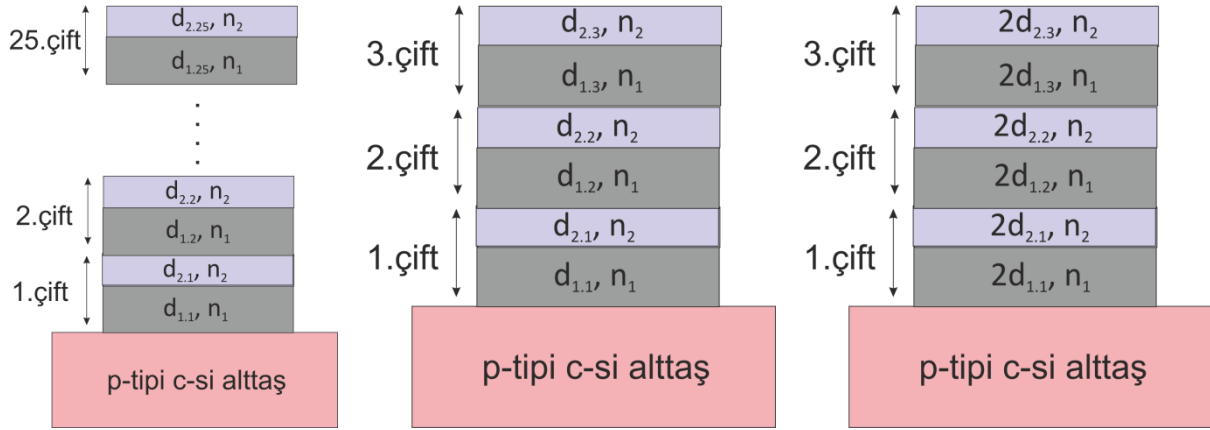 25.çift
d2.25, n2
d1.25, n1
2.çift
d2.2, n2
d1.2, n1
1.çift
d2.1, n2
d1.1, n1
p-tipi c-si alttaş
3.çift
d2.3, n2
d1.3, n1
2.çift
d2.2, n2
d1.2, n1
1.çift
d2.1, n2
d1.1, n1
p-tipi c-si alttaş
3.çift
2d2.3, n2
2d1.3, n1
2.çift
2d2.2, n2
2d1.2, n1
1.çift
2d2.1, n2
2d1.1, n1
p-tipi c-si alttaş